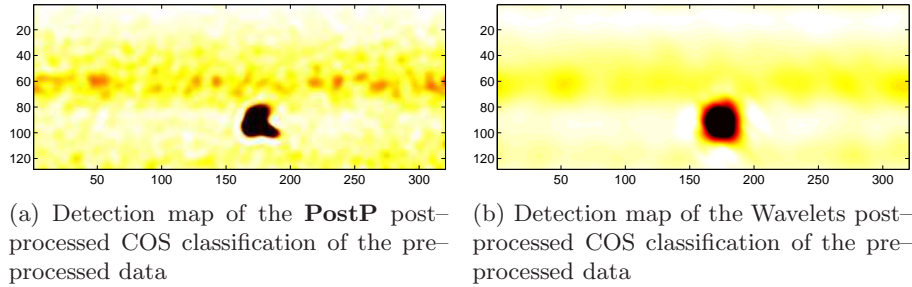 20
40
60
80
100
120
50 100 150 200 250 300
20
40
60
80
100
120
50 100 150 200 250 300
(a) Detection map of the PostP post–
processed COS classification of the pre–
processed data
(b) Detection map of the Wavelets post–
processed COS classification of the pre–
processed data